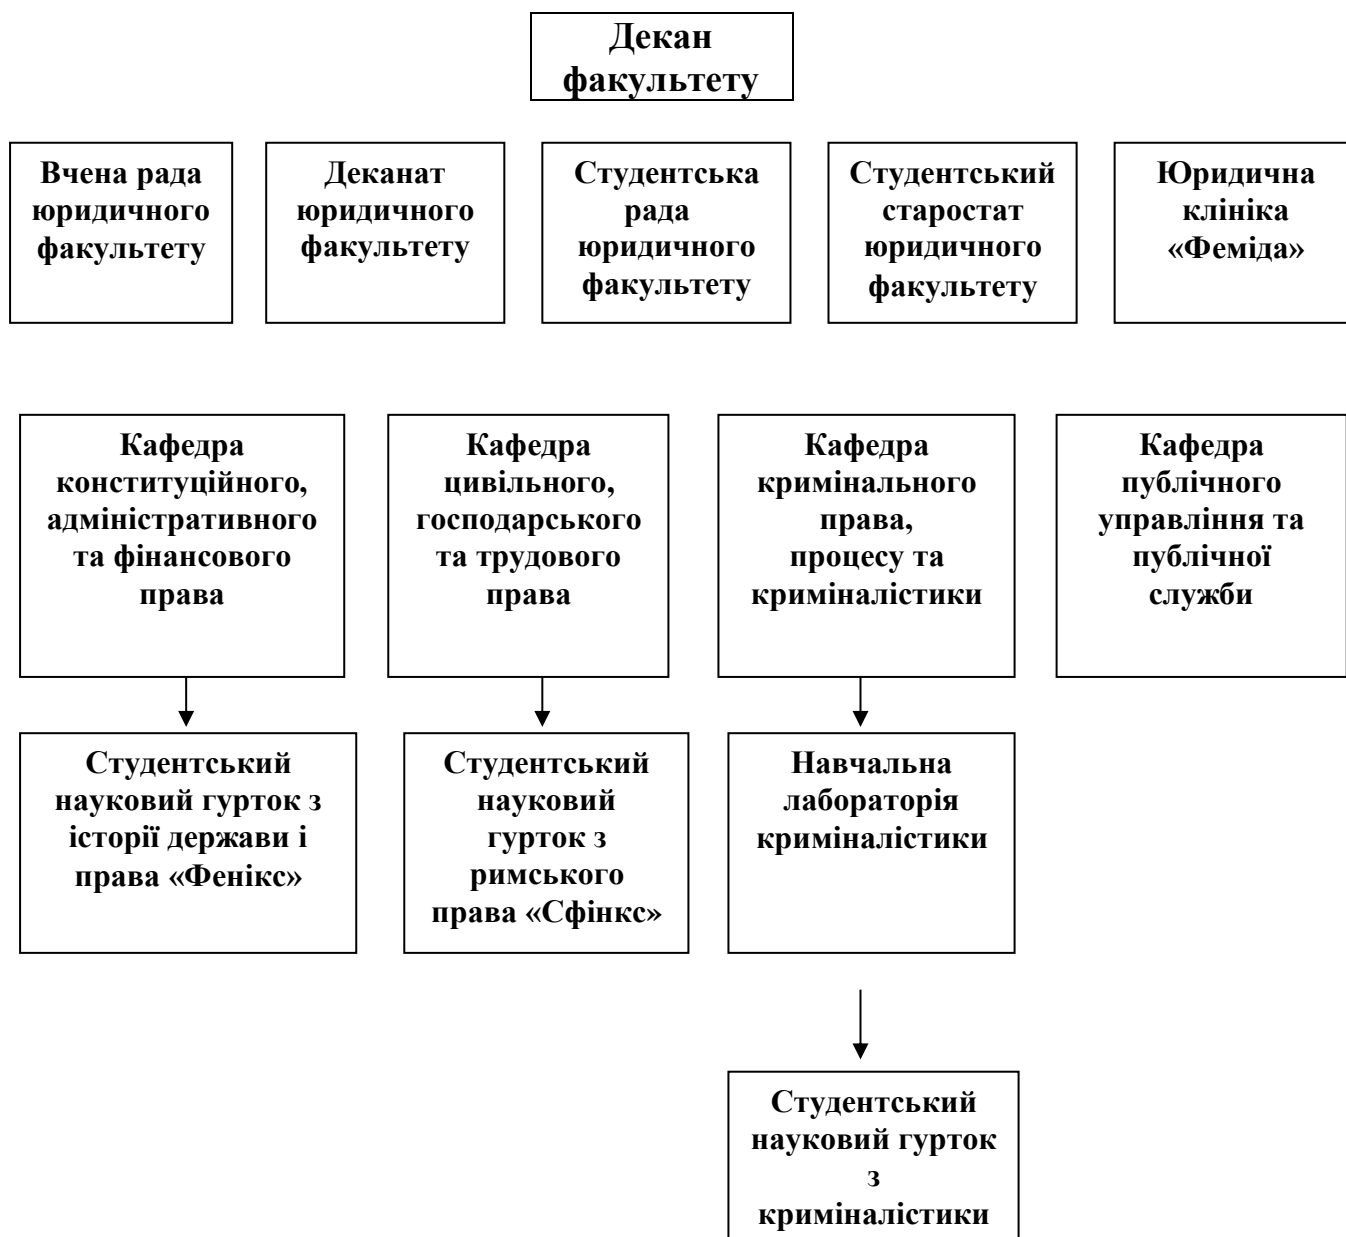 Декан
факультету
Вчена рада
юридичного
факультету
Деканат
юридичного
факультету
Студентська
рада
юридичного
факультету
Студентський
старостат
юридичного
факультету
Юридична
клініка
«Феміда»
Кафедра
конституційного,
адміністративного
та фінансового
права
Кафедра
цивільного,
господарського
та трудового
права
Кафедра
кримінального
права,
процесу та
криміналістики
Кафедра
публічного
управління та
публічної
служби
Студентський
науковий гурток з
історії держави і
права «Фенікс»
Студентський
науковий
гурток з
римського
права «Сфінкс»
Навчальна
лабораторія
криміналістики
Студентський
науковий гурток
з
криміналістики